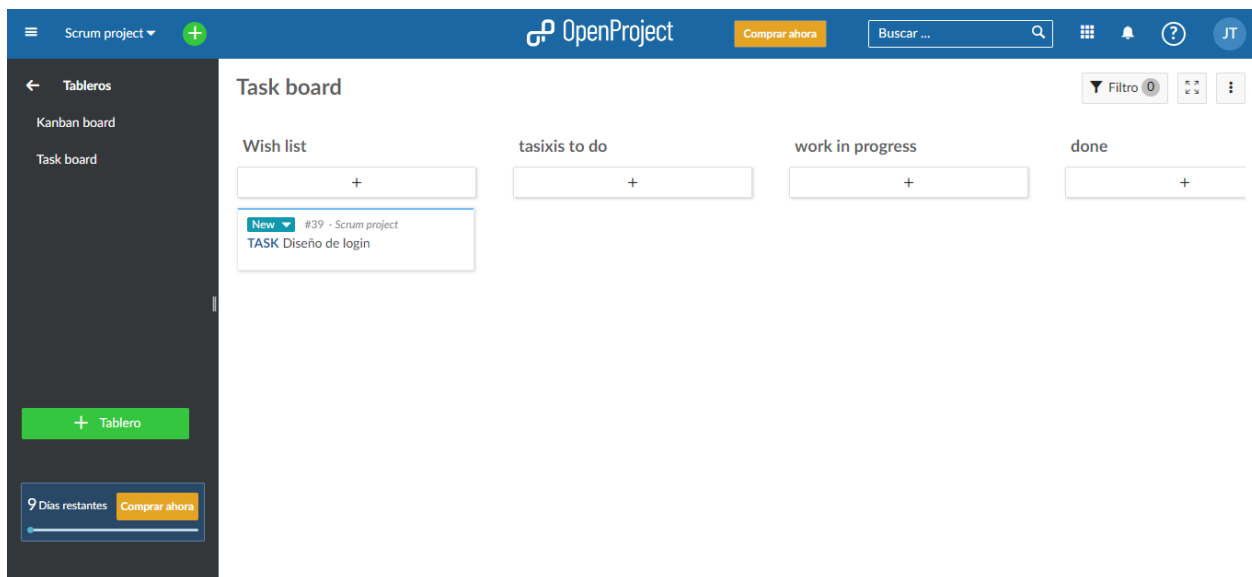 Scrum project
OpenProject
Comprar ahora
Buscar ...
JT
Tableros
Kanban board
Task board
Tablero
9 Días restantes
Comprar ahora
Task board
Filtro 0
Wish list
tasixis to do
work in progress
done
+
+
+
+
New #39 - Scrum project
TASK Diseño de login